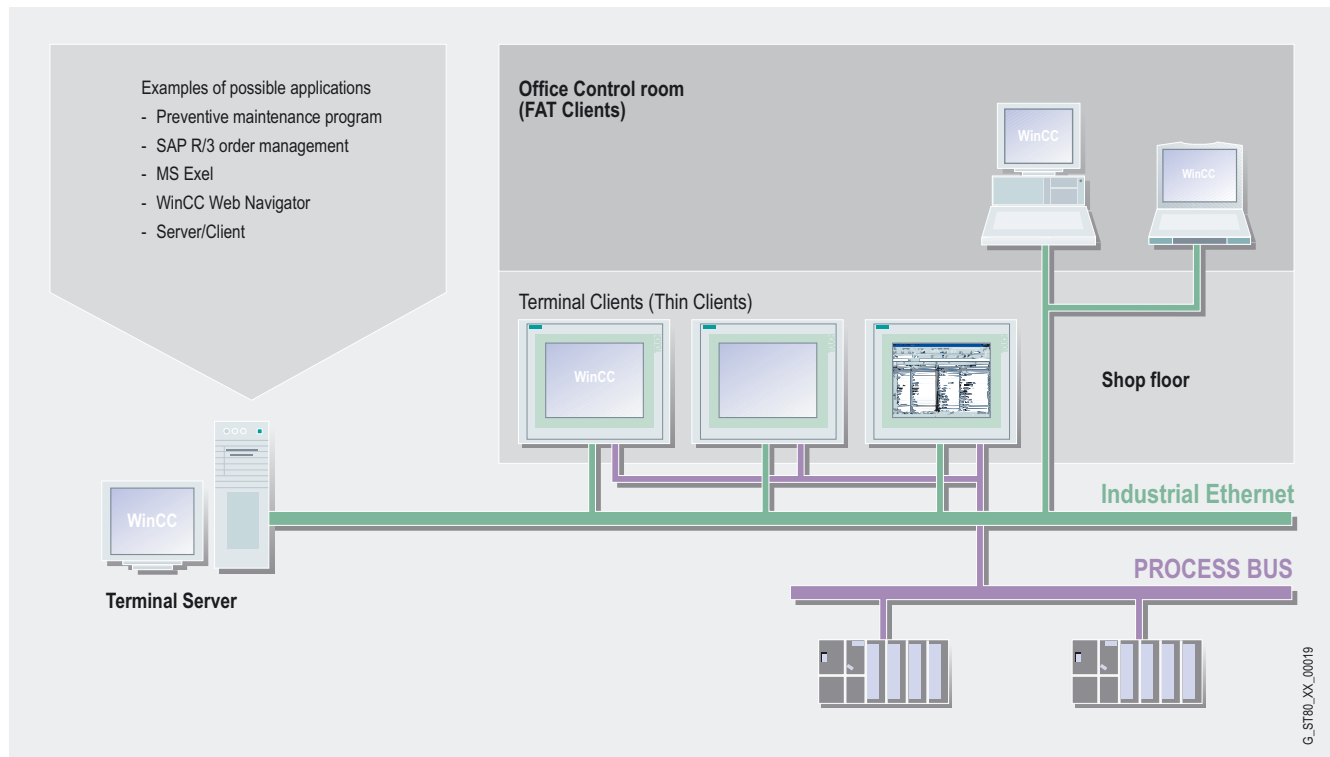 Examples of possible applications
- Preventive maintenance program
- SAP R/3 order management
- MS Exel
- WinCC Web Navigator
- Server/Client
Office Control room
(FAT Clients)
WinCC
WinCC
Terminal Clients (Thin Clients)
WinCC
Shop floor
Industrial Ethernet
WinCC
PROCESS BUS
Terminal Server
G_ST80_XX_00019